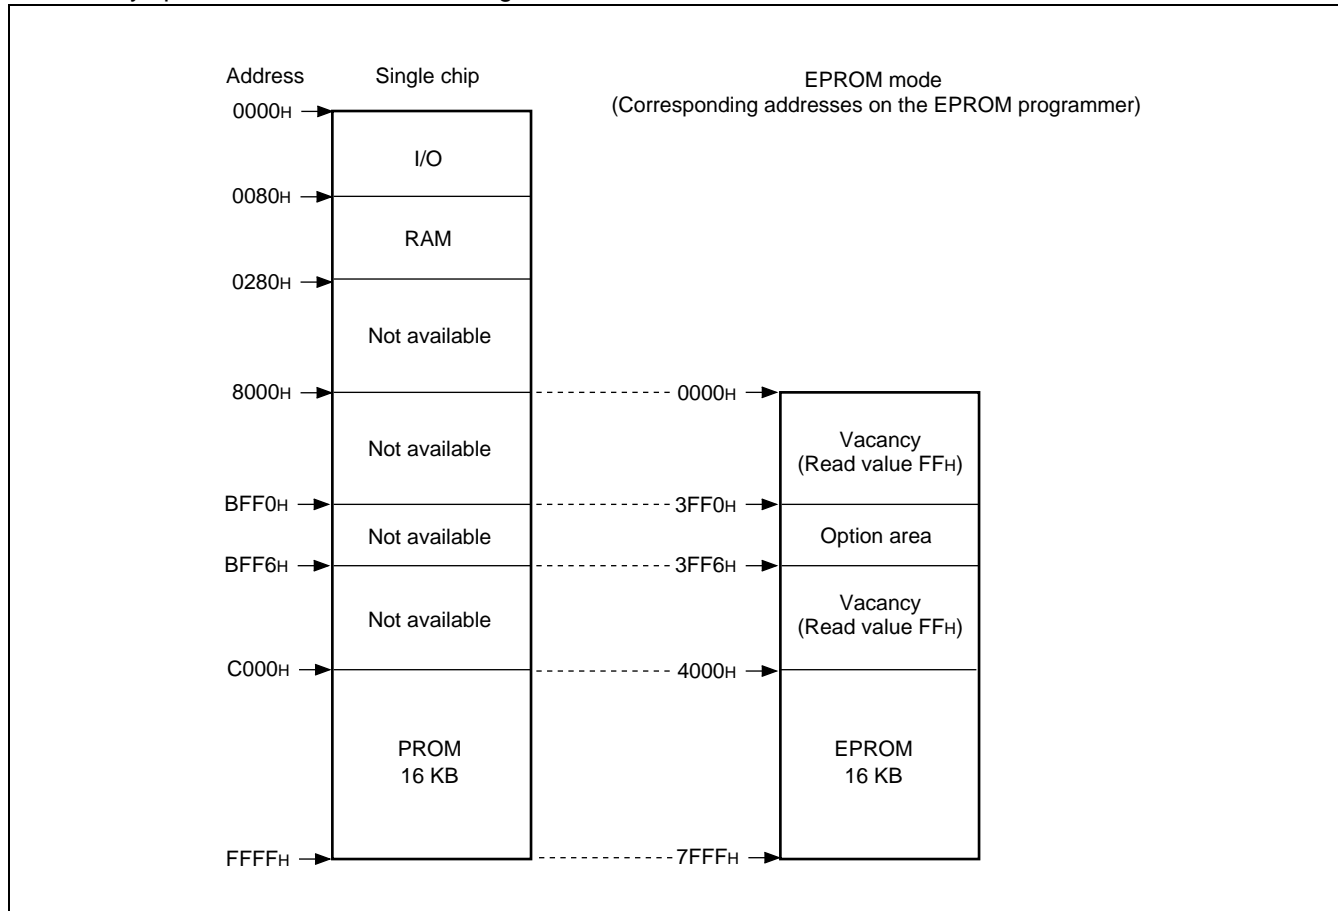 Address
Single chip
EPROM mode
(Corresponding addresses on the EPROM programmer)
0000H
I/O
0080H
RAM
0280H
Not available
8000H
0000H
Not available
Vacancy
(Read value FFH)
BFF0H
3FF0H
Not available
Option area
BFF6H
3FF6H
Not available
Vacancy
(Read value FFH)
C000H
4000H
PROM
16 KB
EPROM
16 KB
FFFFH
7FFFH